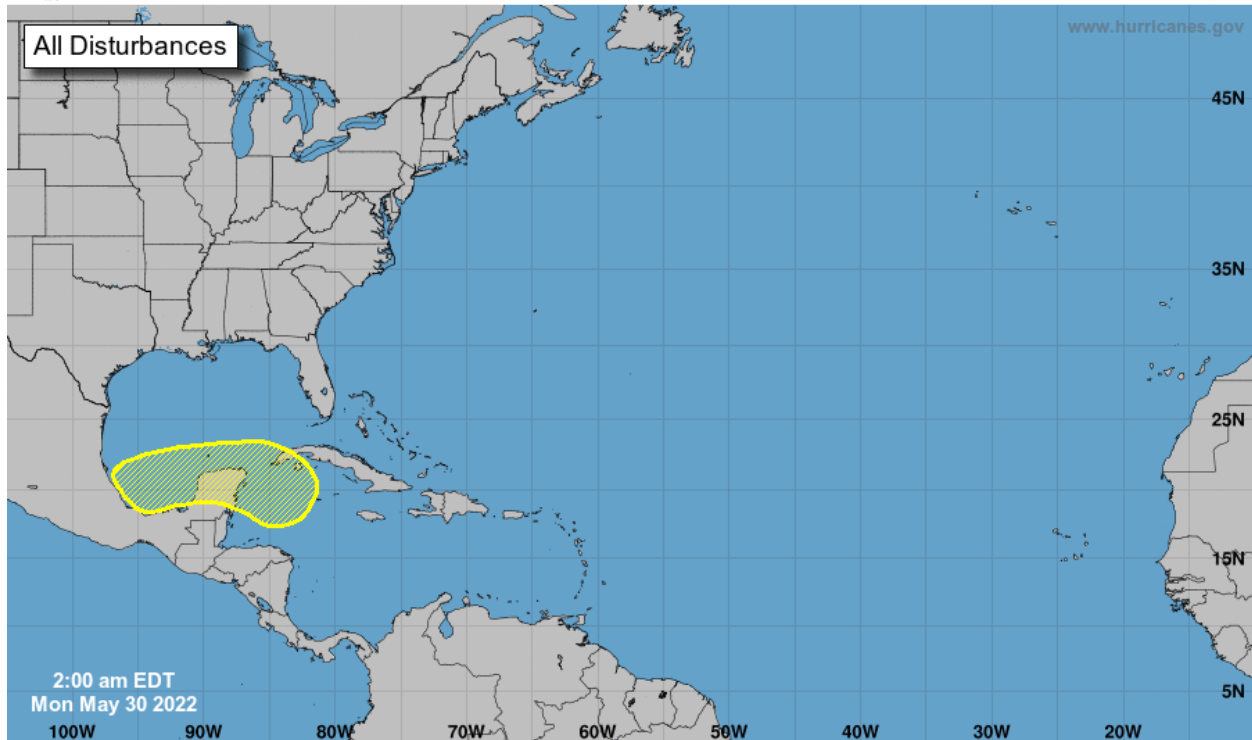 All Disturbances
www.hurricanes.gov
45N
35N
25N
15N
5N
2:00 am EDT
Mon May 30 2022
100W 90W 80W 70W 60W 50W 40W 30W 20W